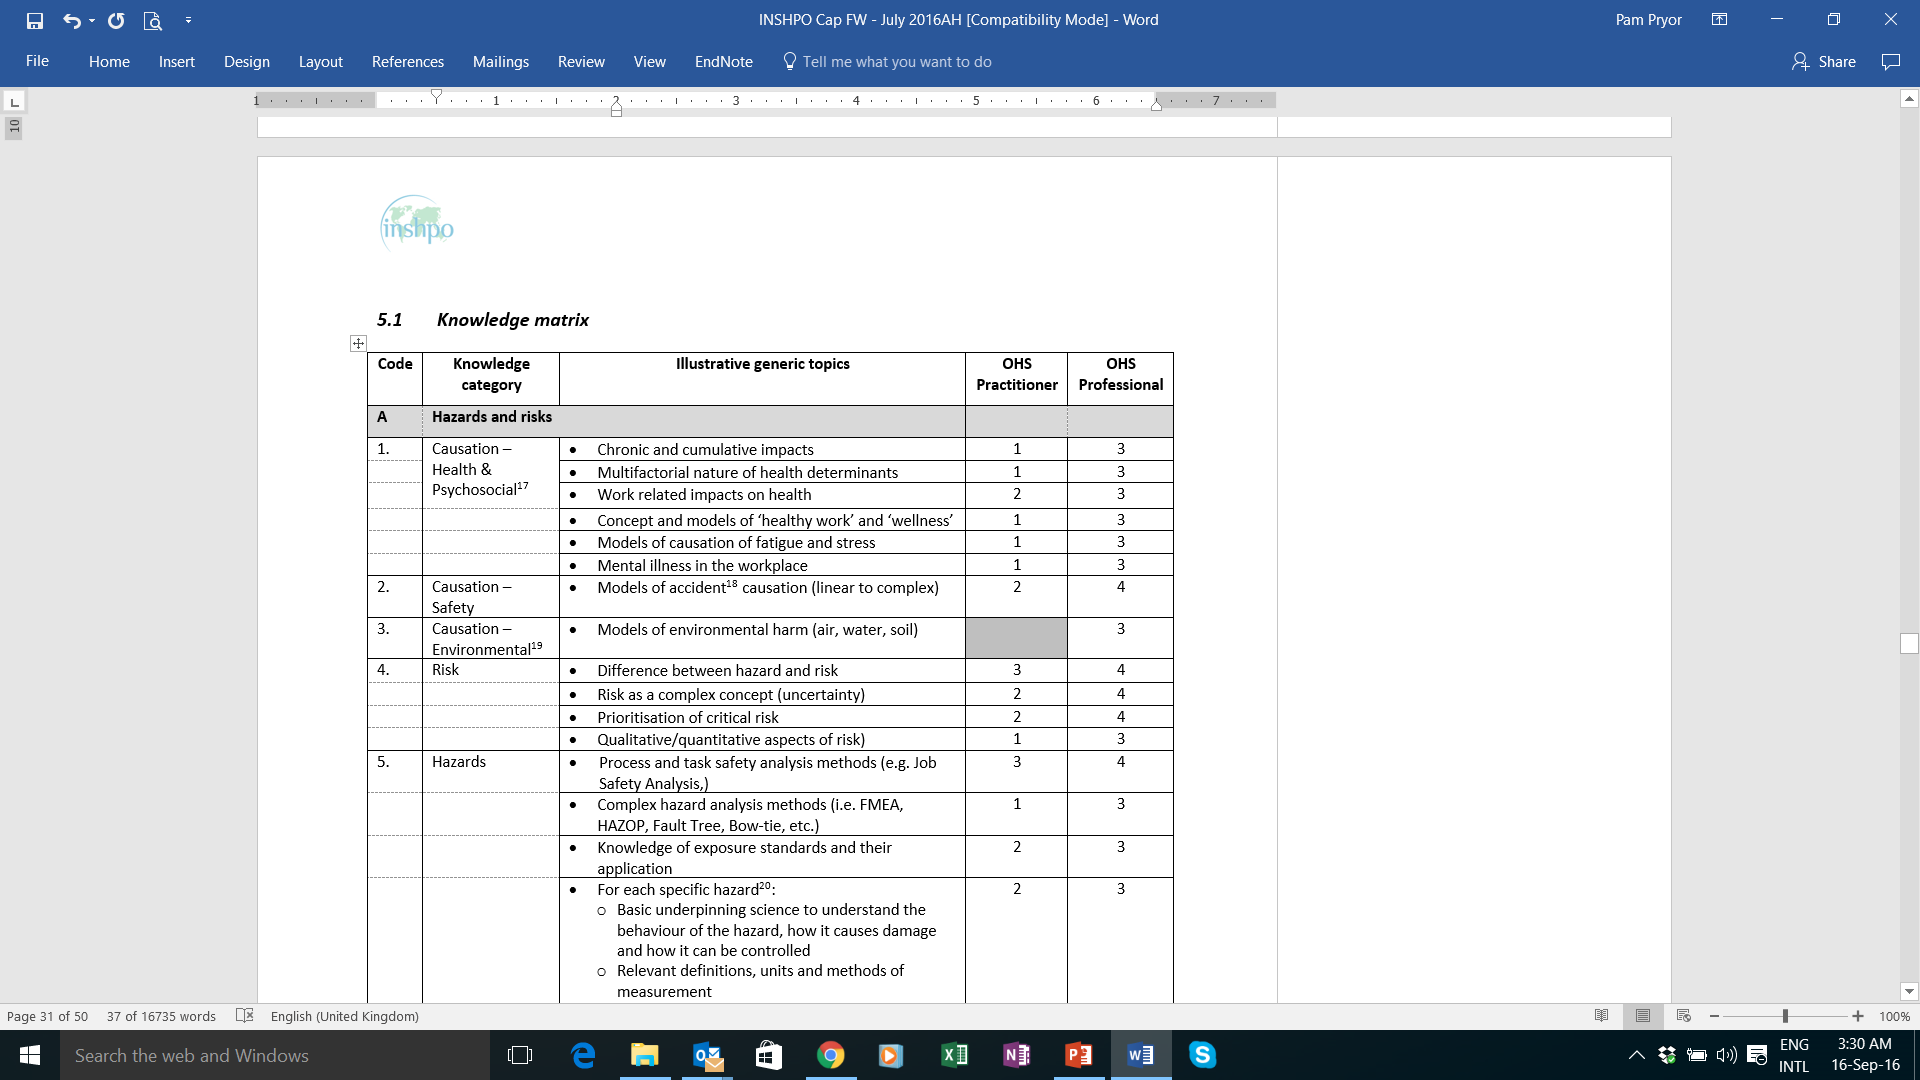 INSHPO Cap FW - July 2016AH [Compatibility Mode] - Word
Pam Pryor
File Home Insert Design Layout References Mailings Review View EndNote Tell me what you want to do Share
L 1 1 2 3 4 5 6 7
10
inshpo
5.1 Knowledge matrix
Code Knowledge category Illustrative generic topics OHS Practitioner OHS Professional
A Hazards and risks
1. Causation – Health & Psychosocial17 • Chronic and cumulative impacts 1 3
• Multifactorial nature of health determinants 1 3
• Work related impacts on health 2 3
• Concept and models of ‘healthy work’ and ‘wellness’ 1 3
• Models of causation of fatigue and stress 1 3
• Mental illness in the workplace 1 3
2. Causation – Safety • Models of accident18 causation (linear to complex) 2 4
3. Causation – Environmental19 • Models of environmental harm (air, water, soil) 3
4. Risk • Difference between hazard and risk 3 4
• Risk as a complex concept (uncertainty) 2 4
• Prioritisation of critical risk 2 4
• Qualitative/quantitative aspects of risk) 1 3
5. Hazards • Process and task safety analysis methods (e.g. Job 3 4
Safety Analysis,)
• Complex hazard analysis methods (i.e. FMEA, 1 3
HAZOP, Fault Tree, Bow-tie, etc.)
• Knowledge of exposure standards and their 2 3
application
• For each specific hazard20: 2 3
o Basic underpinning science to understand the
behaviour of the hazard, how it causes damage
and how it can be controlled
o Relevant definitions, units and methods of
measurement
Page 31 of 50 37 of 16735 words English (United Kingdom) 100%
Search the web and Windows
ENG 3:30 AM
INTL 16-Sep-16